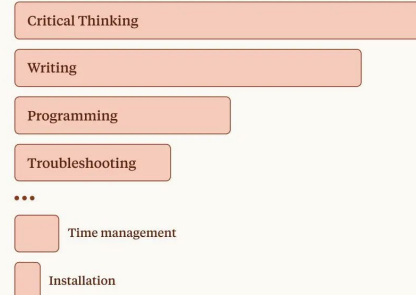 Critical Thinking
Writing
Programming
Troubleshooting
•••
Time management
Installation